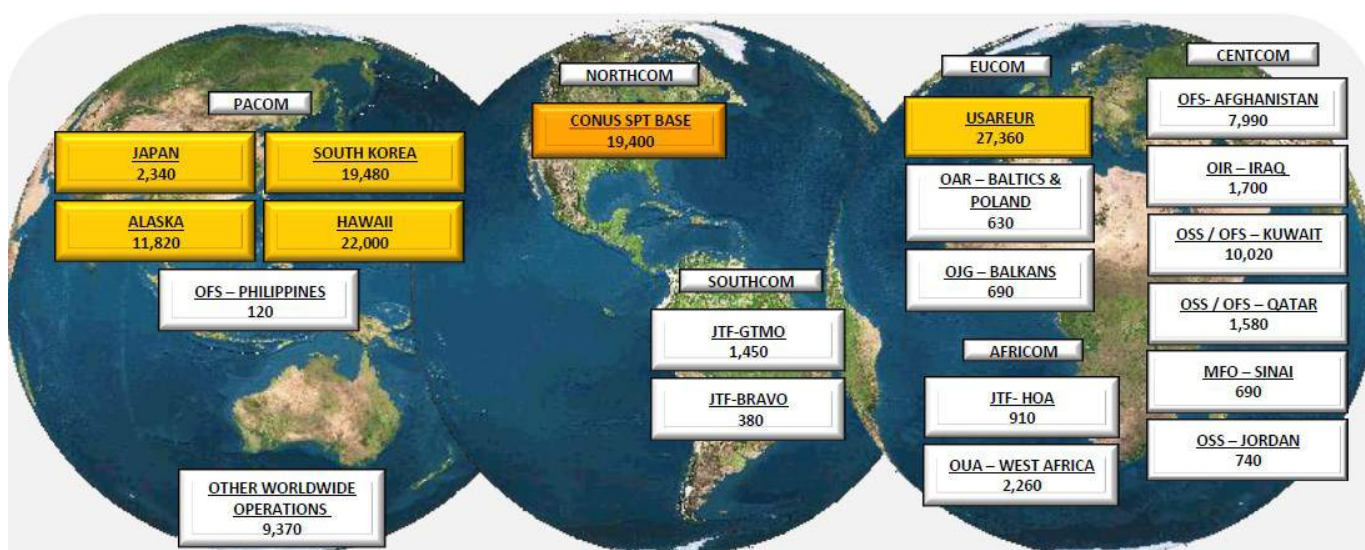 PACOM
JAPAN
2,340
SOUTH KOREA
19,480
ALASKA
11,820
HAWAII
22,000
OFS – PHILIPPINES
120
OTHER WORLDWIDE
OPERATIONS
9,370
NORTHCOM
CONUS SPT BASE
19,400
SOUTHCOM
JTF-GTMO
1,450
JTF-BRAVO
380
EUCOM
USAREUR
27,360
OAR – BALTICS &
POLAND
630
OJG – BALKANS
690
AFRICOM
JTF- HOA
910
OUA – WEST AFRICA
2,260
CENTCOM
OFS- AFGHANISTAN
7,990
OIR – IRAQ
1,700
OSS / OFS – KUWAIT
10,020
OSS / OFS – QATAR
1,580
MFO – SINAI
690
OSS – JORDAN
740